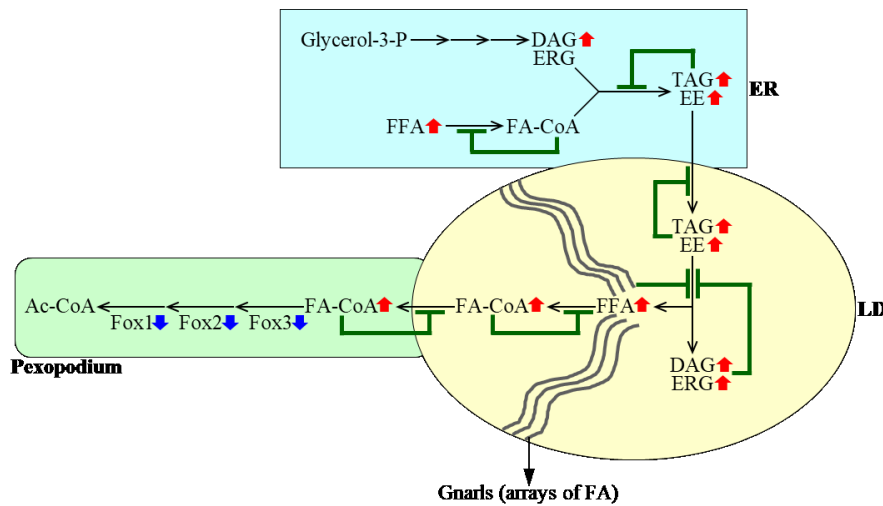 Glycerol-3-P
DAG
ERG
TAG
EE
ER
FFA
FA-CoA
TAG
EE
Ac-CoA
FA-CoA
FA-CoA
FFA
LD
Fox1
Fox2
Fox3
Pexopodium
DAG
ERG
Gnarls (arrays of FA)